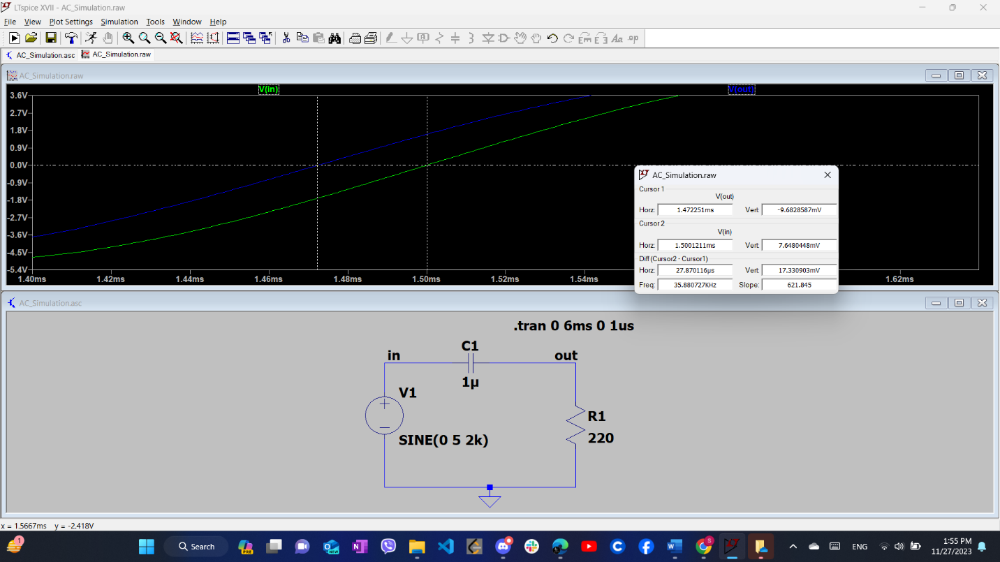 LTspice XVII - AC_Simulation.raw
File View Plot Settings Simulation Tools Window Help
AC_Simulation.asc AC_Simulation.raw
AC_Simulation.raw
V(in) V(out)
3.6V
2.7V
1.8V
0.9V
0.0V
-0.9V
-1.8V
-2.7V
-3.6V
-4.5V
-5.4V
1.40ms 1.42ms 1.44ms 1.46ms 1.48ms 1.50ms 1.52ms 1.54ms 1.62ms
AC_Simulation.raw
Cursor 1
V(out)
Horz: 1.472251ms Vert: -9.6828587mV
Cursor 2
V(in)
Horz: 1.5001211ms Vert: 7.6480448mV
Diff (Cursor2 - Cursor1)
Horz: 27.870116µs Vert: 17.330903mV
Freq: 35.880727KHz Slope: 621.845
AC_Simulation.asc
.tran 0 6ms 0 1us
C1
in out
1µ
V1
R1
SINE(0 5 2k) 220
x = 1.5667ms y = -2.418V
1
Search
PRE
NEW
S
ENG
1:55 PM
11/27/2023